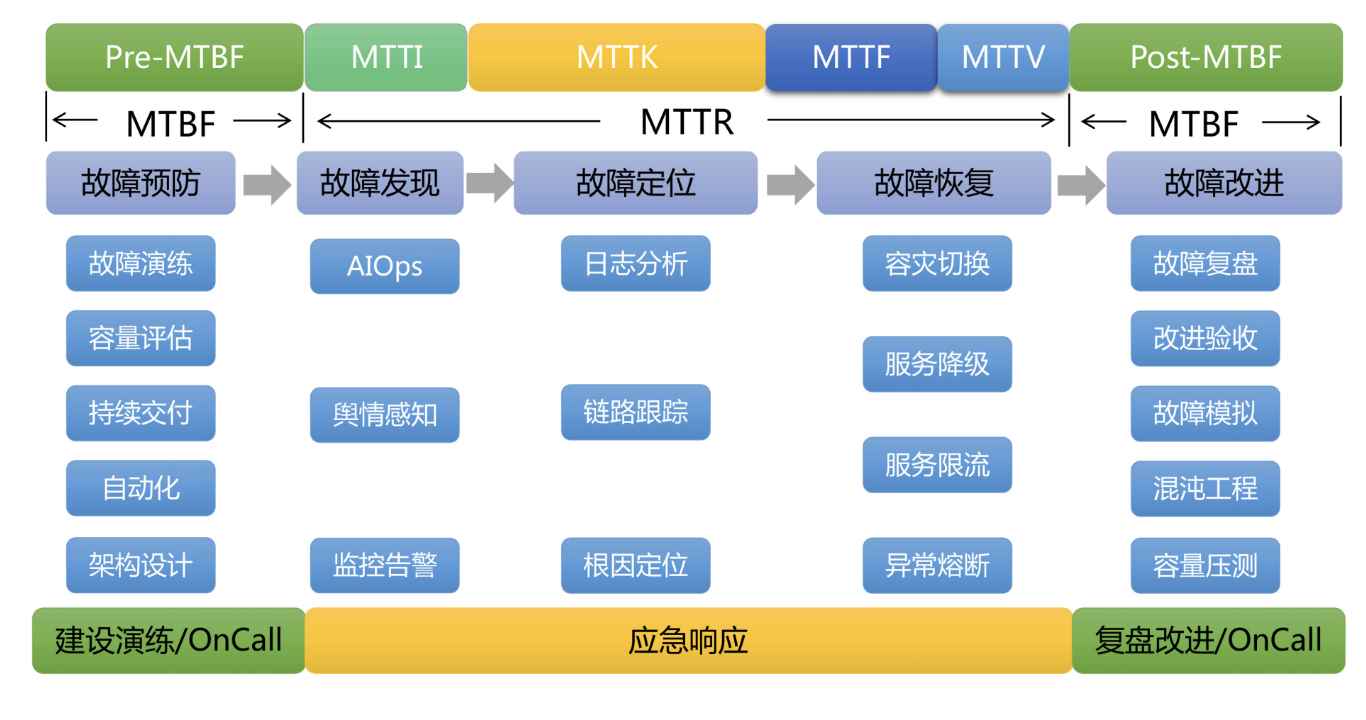 Pre-MTBF
MTTI
MTTK
MTTF
MTTV
Post-MTBF
MTBF
MTTR
MTBF
故障预防
故障发现
故障定位
故障恢复
故障改进
故障演练
容量评估
持续交付
自动化
架构设计
AIOps
舆情感知
监控告警
日志分析
链路跟踪
根因定位
容灾切换
服务降级
服务限流
异常熔断
故障复盘
改进验收
故障模拟
混沌工程
容量压测
建设演练/OnCall
应急响应
复盘改进/OnCall